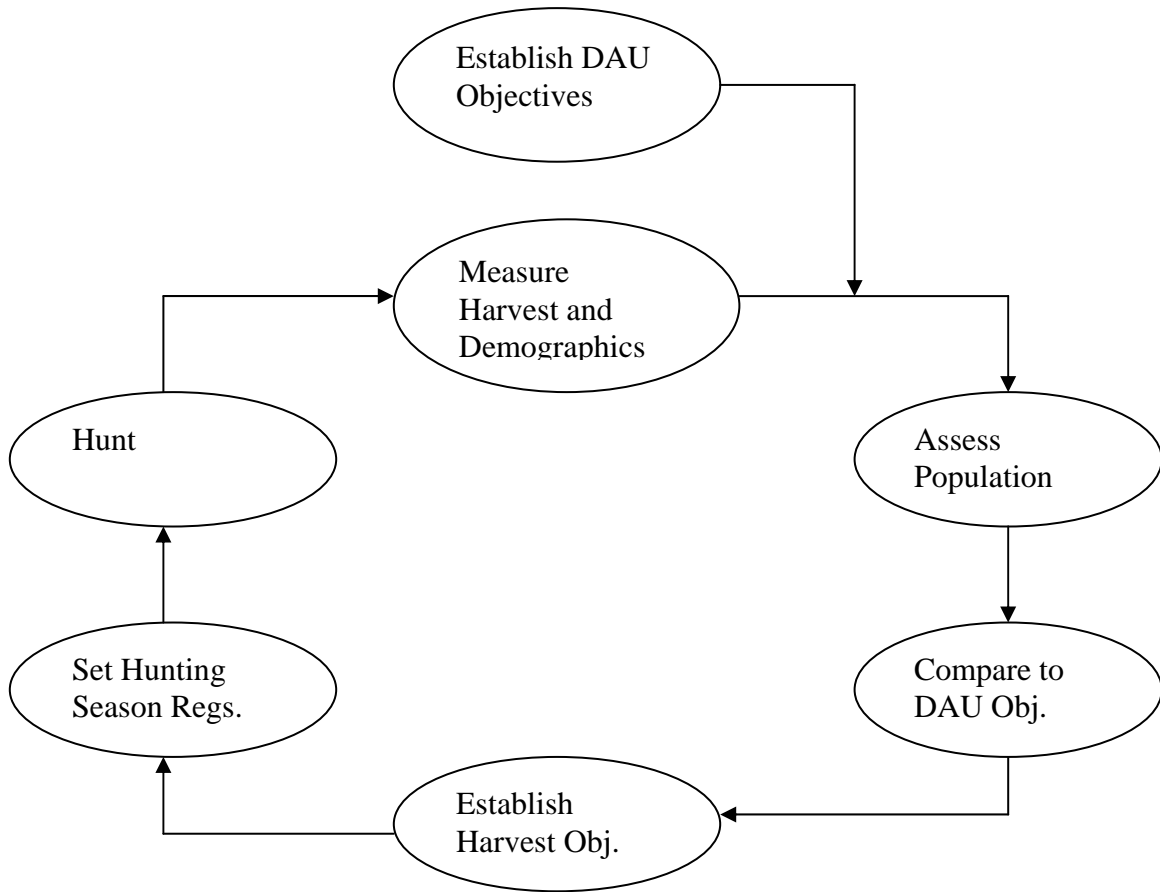 Establish DAU
Objectives
Measure
Harvest and
Demographics
Hunt
Assess
Population
Set Hunting
Season Regs.
Compare to
DAU Obj.
Establish
Harvest Obj.